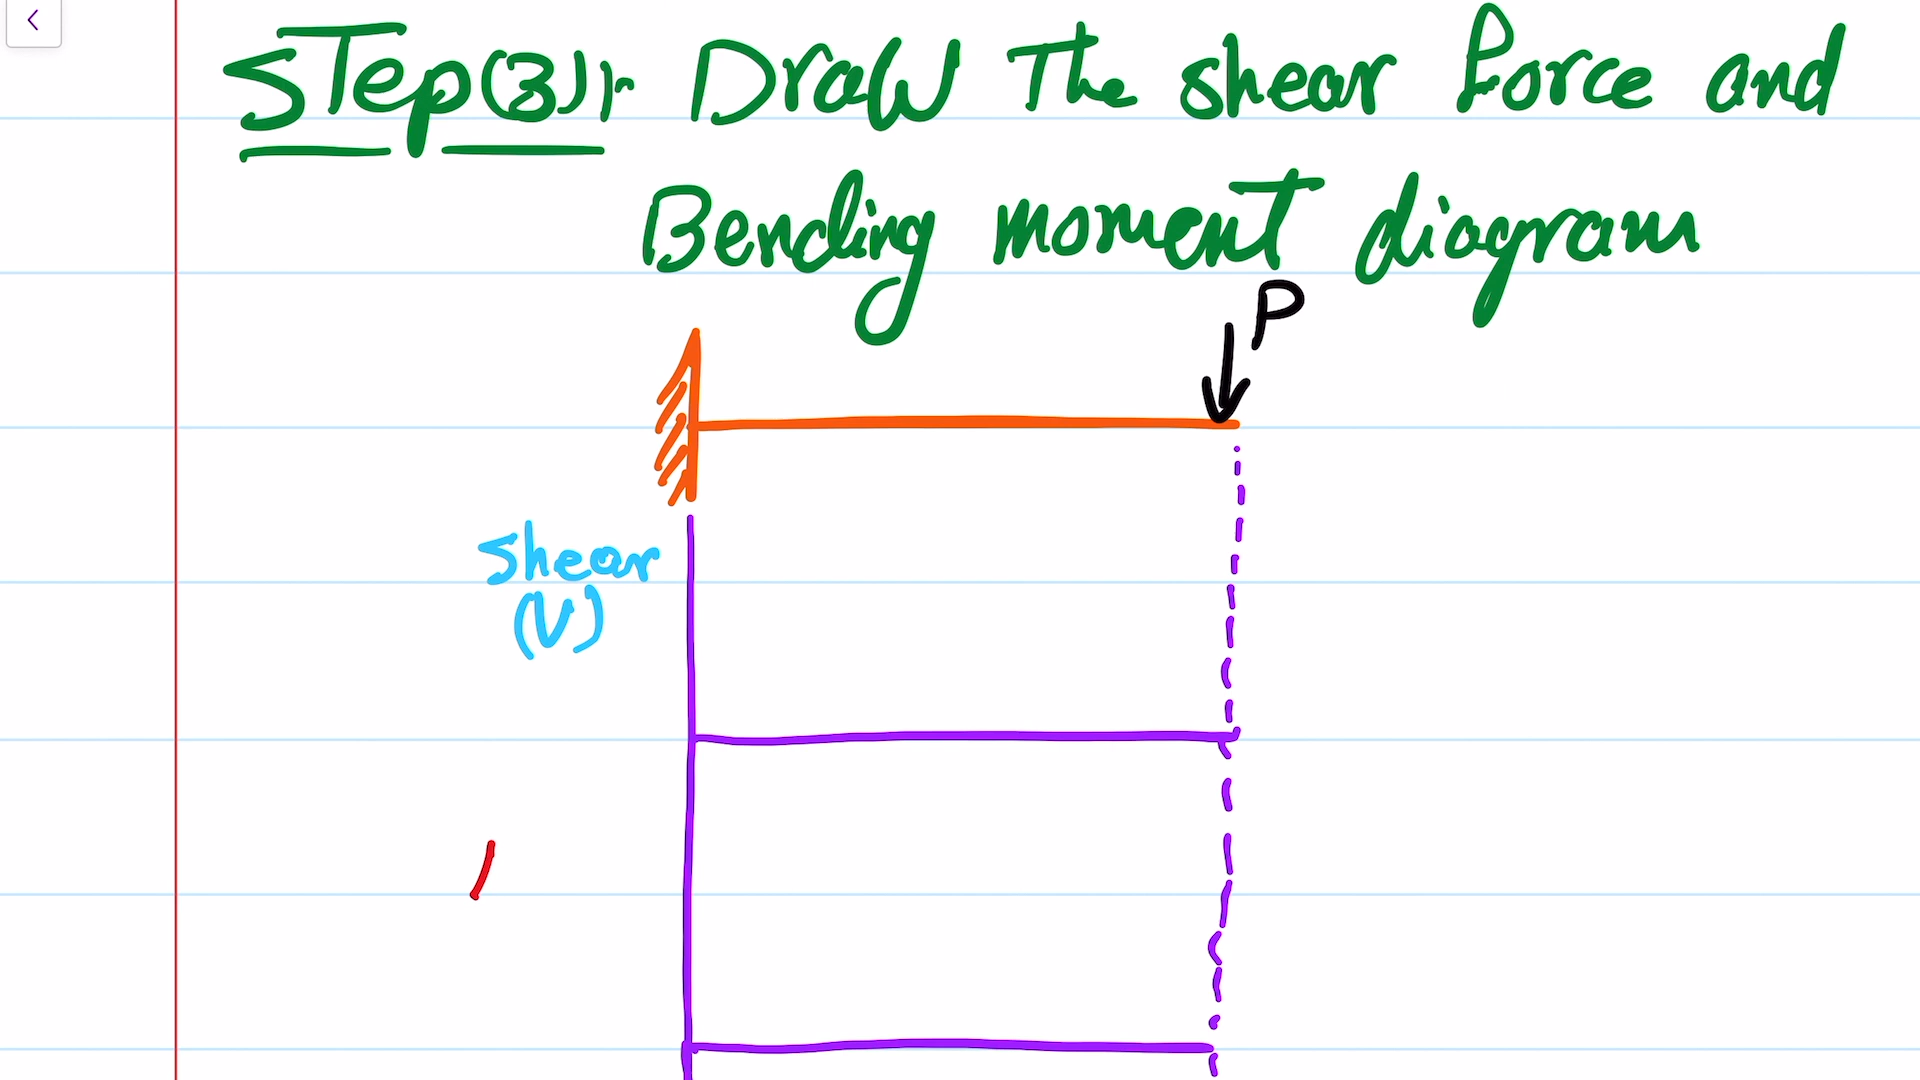 STep(3):- Draw The shear Force and
Bending moment diagram
P
Shear
(V)